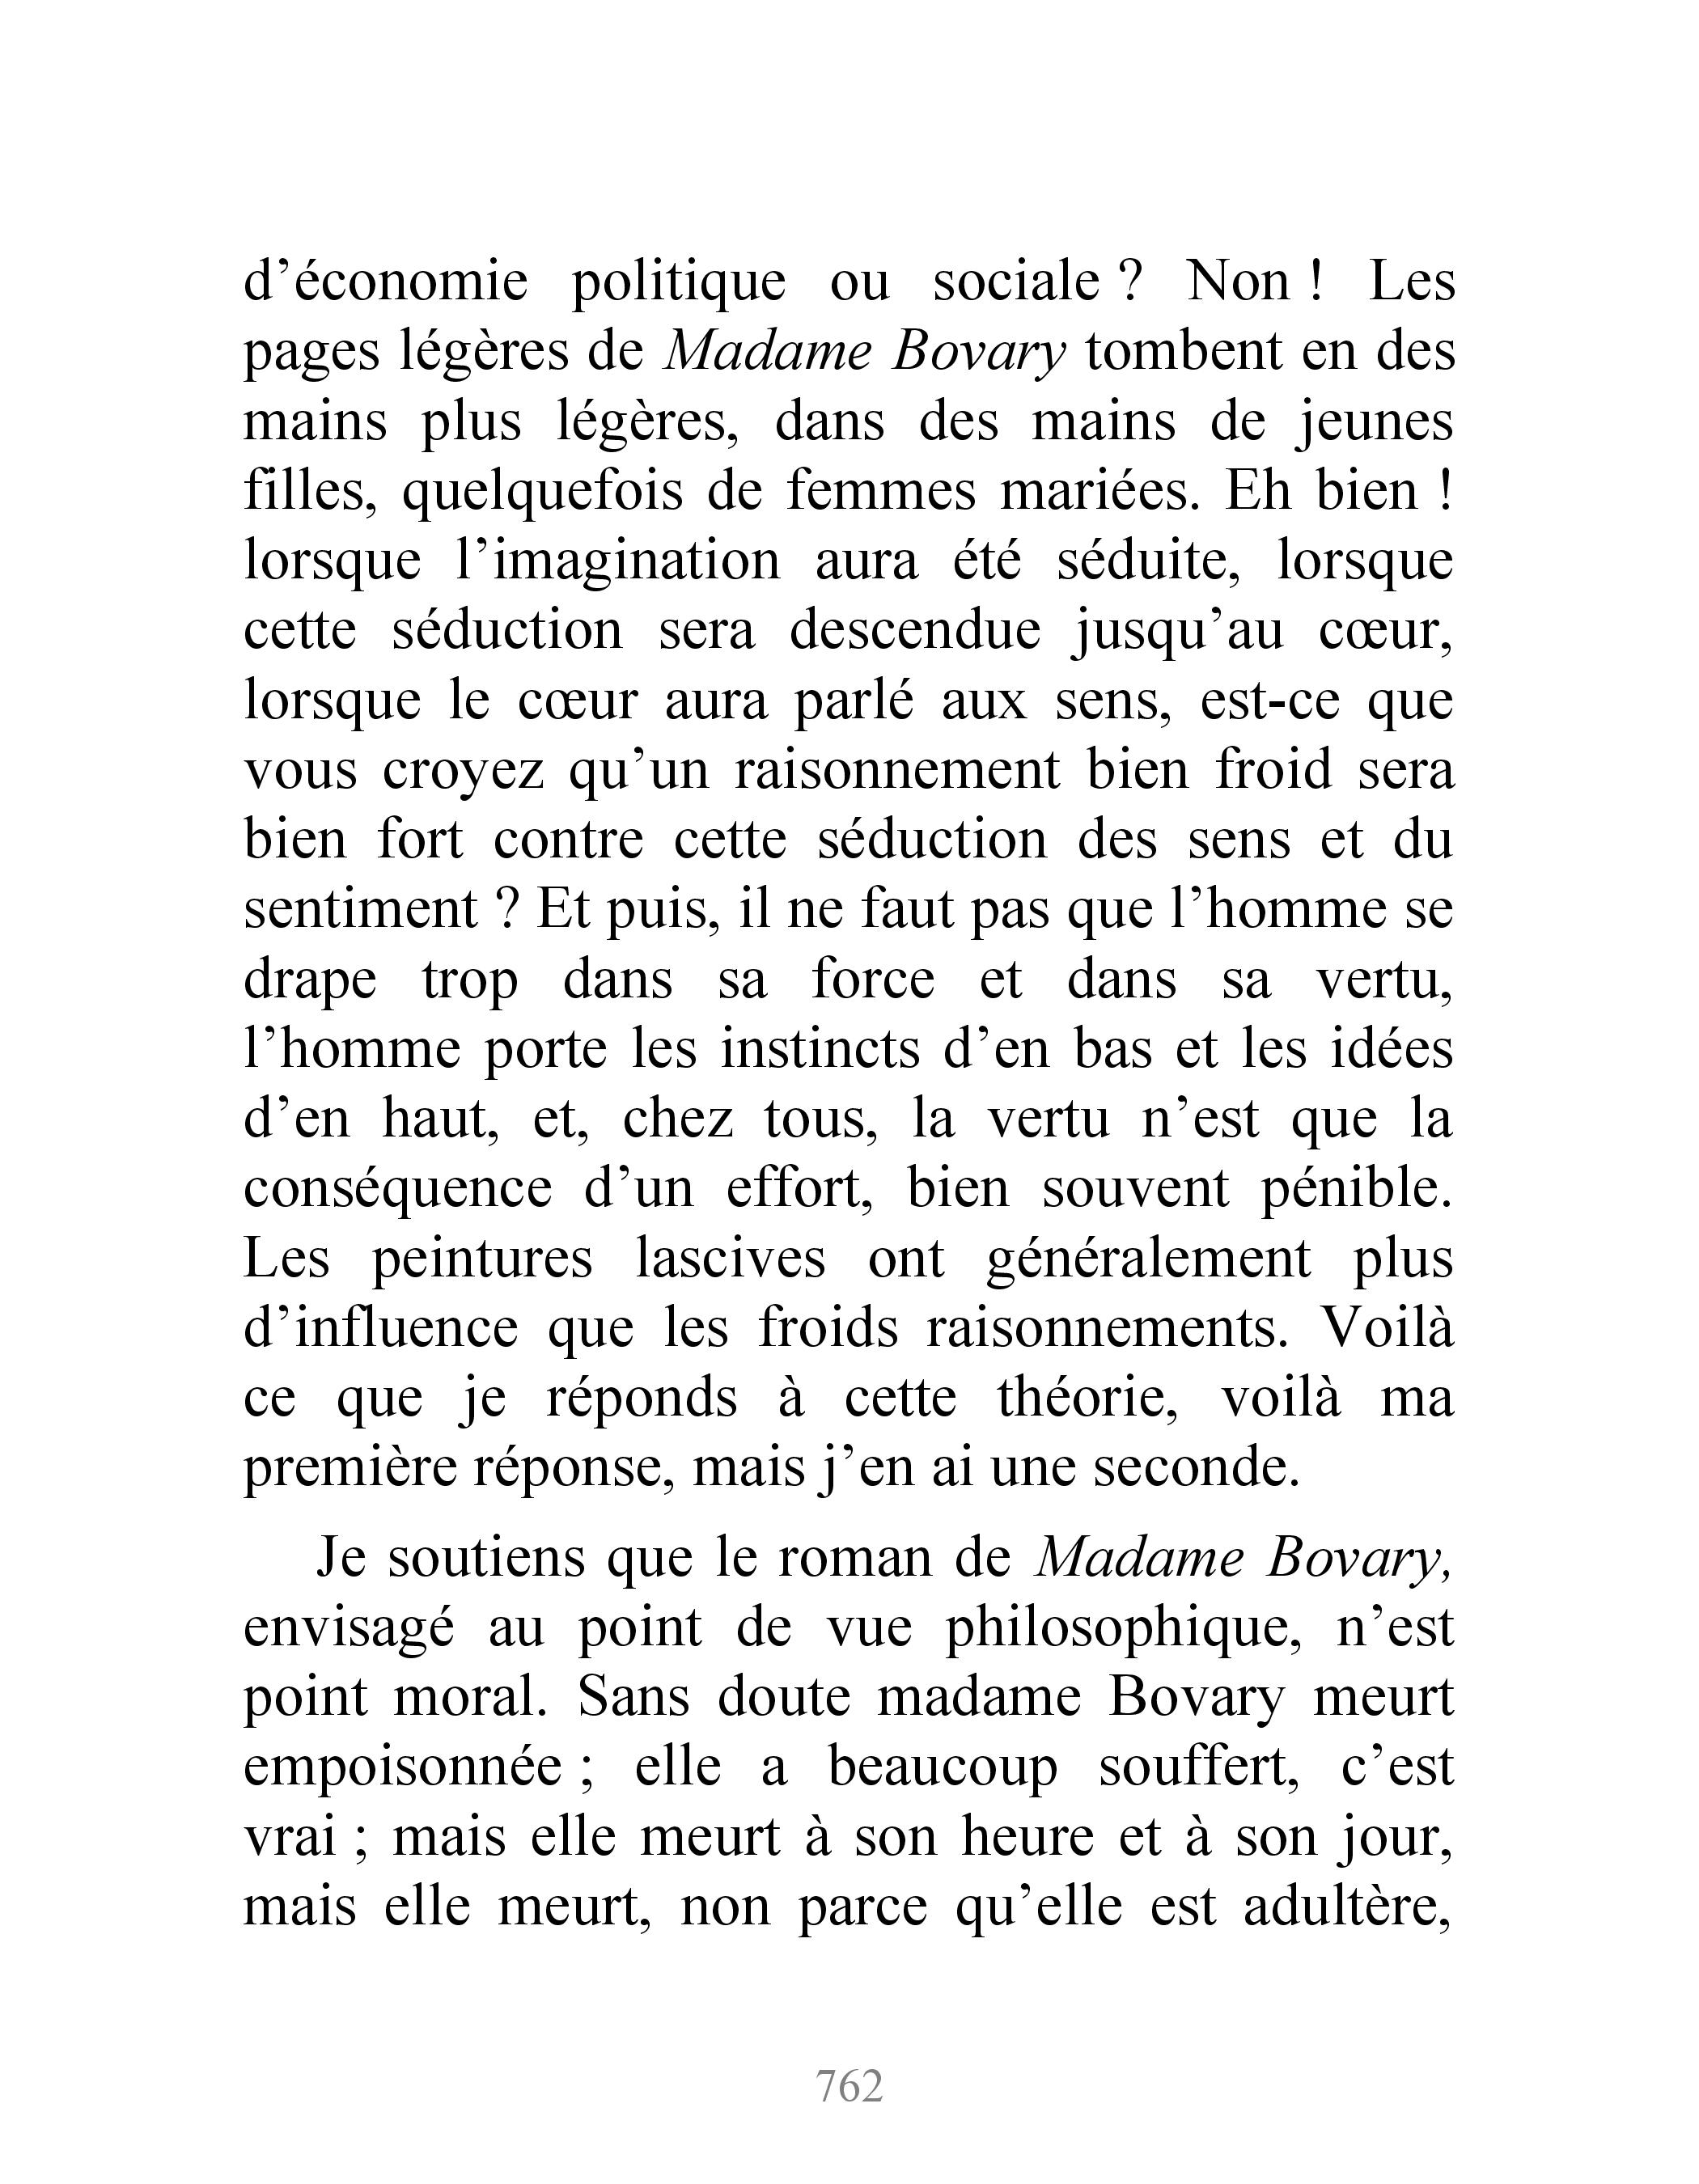 d’économie politique ou sociale ? Non ! Les
pages légères de Madame Bovary tombent en des
mains plus légères, dans des mains de jeunes
filles, quelquefois de femmes mariées. Eh bien !
lorsque l’imagination aura été séduite, lorsque
cette séduction sera descendue jusqu’au cœur,
lorsque le cœur aura parlé aux sens, est-ce que
vous croyez qu’un raisonnement bien froid sera
bien fort contre cette séduction des sens et du
sentiment ? Et puis, il ne faut pas que l’homme se
drape trop dans sa force et dans sa vertu,
l’homme porte les instincts d’en bas et les idées
d’en haut, et, chez tous, la vertu n’est que la
conséquence d’un effort, bien souvent pénible.
Les peintures lascives ont généralement plus
d’influence que les froids raisonnements. Voilà
ce que je réponds à cette théorie, voilà ma
première réponse, mais j’en ai une seconde.
Je soutiens que le roman de Madame Bovary,
envisagé au point de vue philosophique, n’est
point moral. Sans doute madame Bovary meurt
empoisonnée ; elle a beaucoup souffert, c’est
vrai ; mais elle meurt à son heure et à son jour,
mais elle meurt, non parce qu’elle est adultère,
762